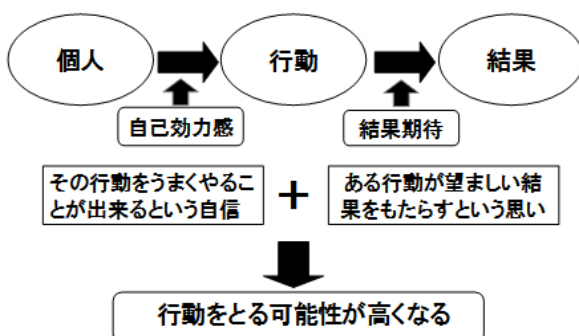 個人
行動
結果
自己効力感
結果期待
その行動をうまくやるこ
とが出来るという自信
+
ある行動が望ましい結
果をもたらすという思い
行動をとる可能性が高くなる